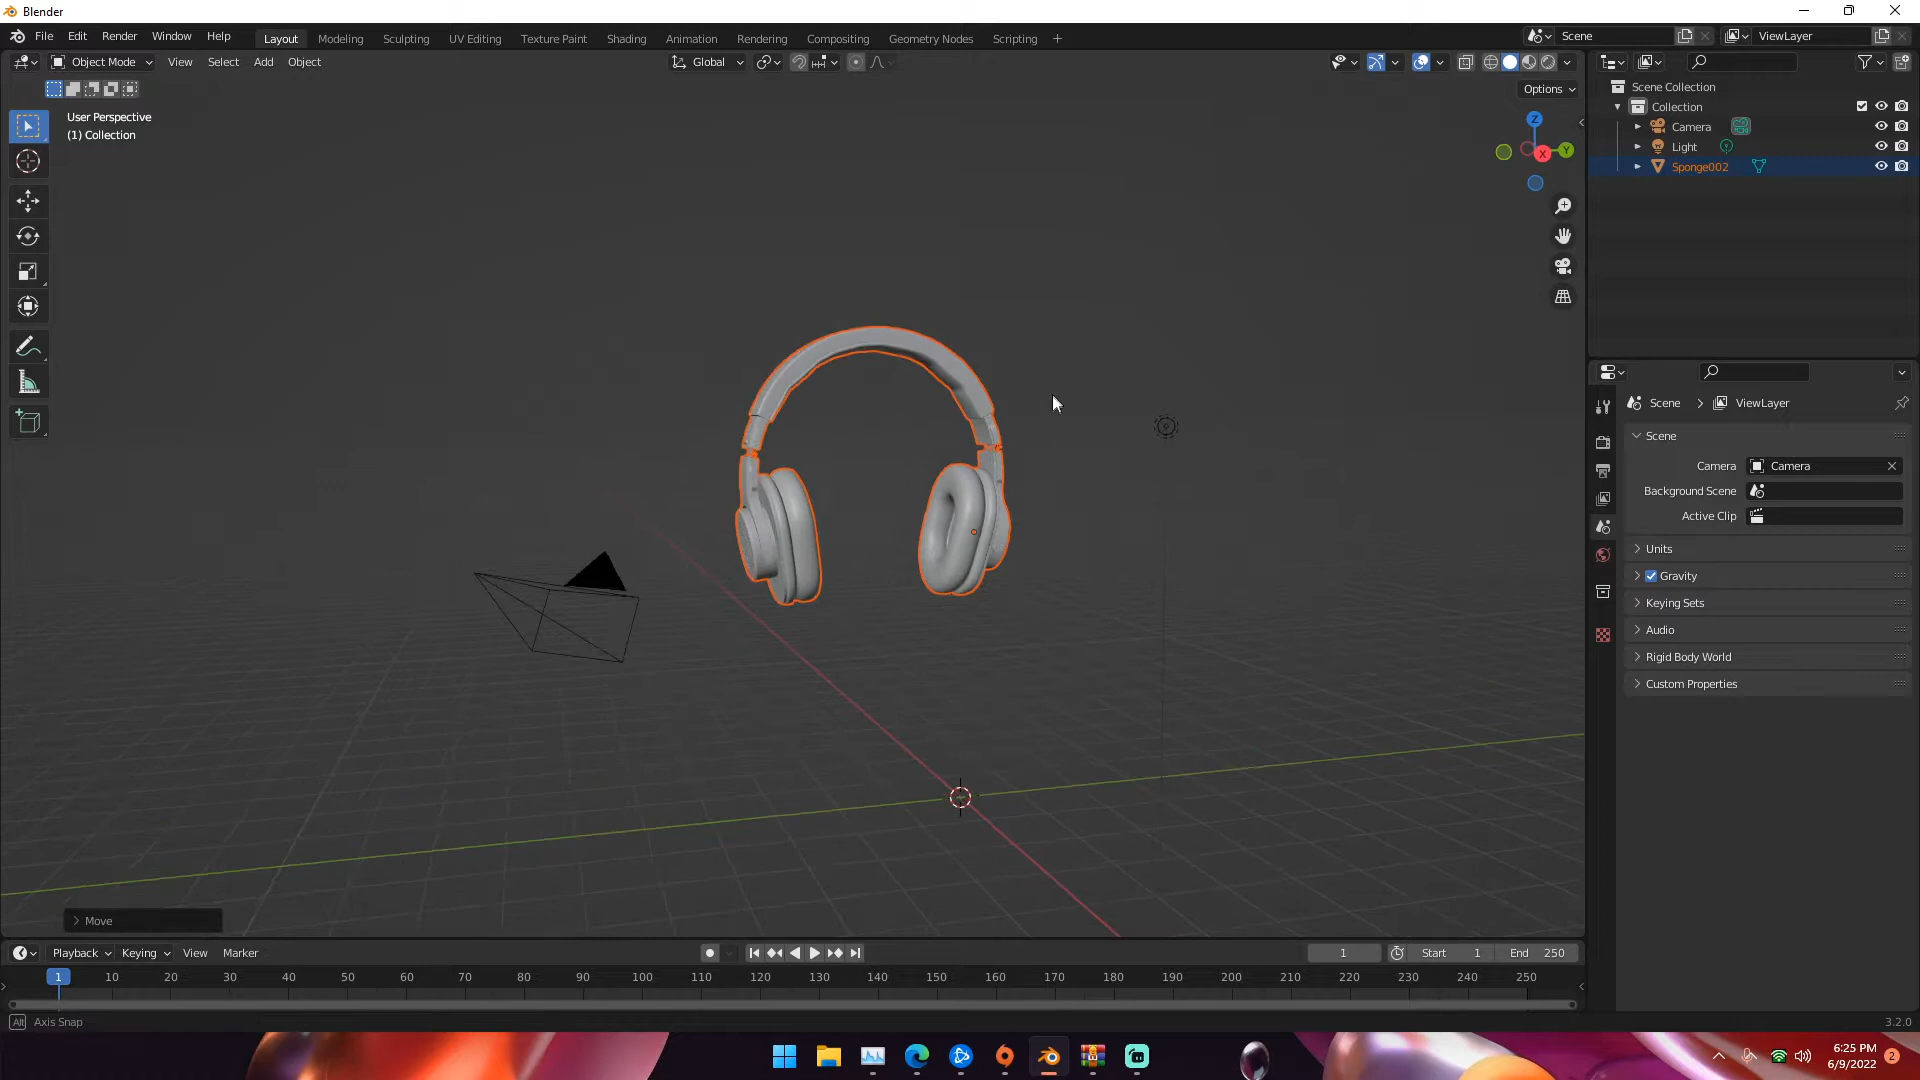 Blender
File Edit Render Window Help
Layout Modeling Sculpting UV Editing Texture Paint Shading Animation Rendering Compositing Geometry Nodes Scripting +
Scene
ViewLayer
Object Mode View Select Add Object
Global
Options
User Perspective
(1) Collection
Z
X
Y
Scene Collection
Collection
Camera
Light
Sponge002
Scene > ViewLayer
Scene
Camera Camera
Background Scene
Active Clip
Units
Gravity
Keying Sets
Audio
Rigid Body World
Custom Properties
> Move
Playback Keying View Marker
1 Start 1 End 250
1 10 20 30 40 50 60 70 80 90 100 110 120 130 140 150 160 170 180 190 200 210 220 230 240 250
Alt Axis Snap
3.2.0
6:25 PM
6/9/2022
2